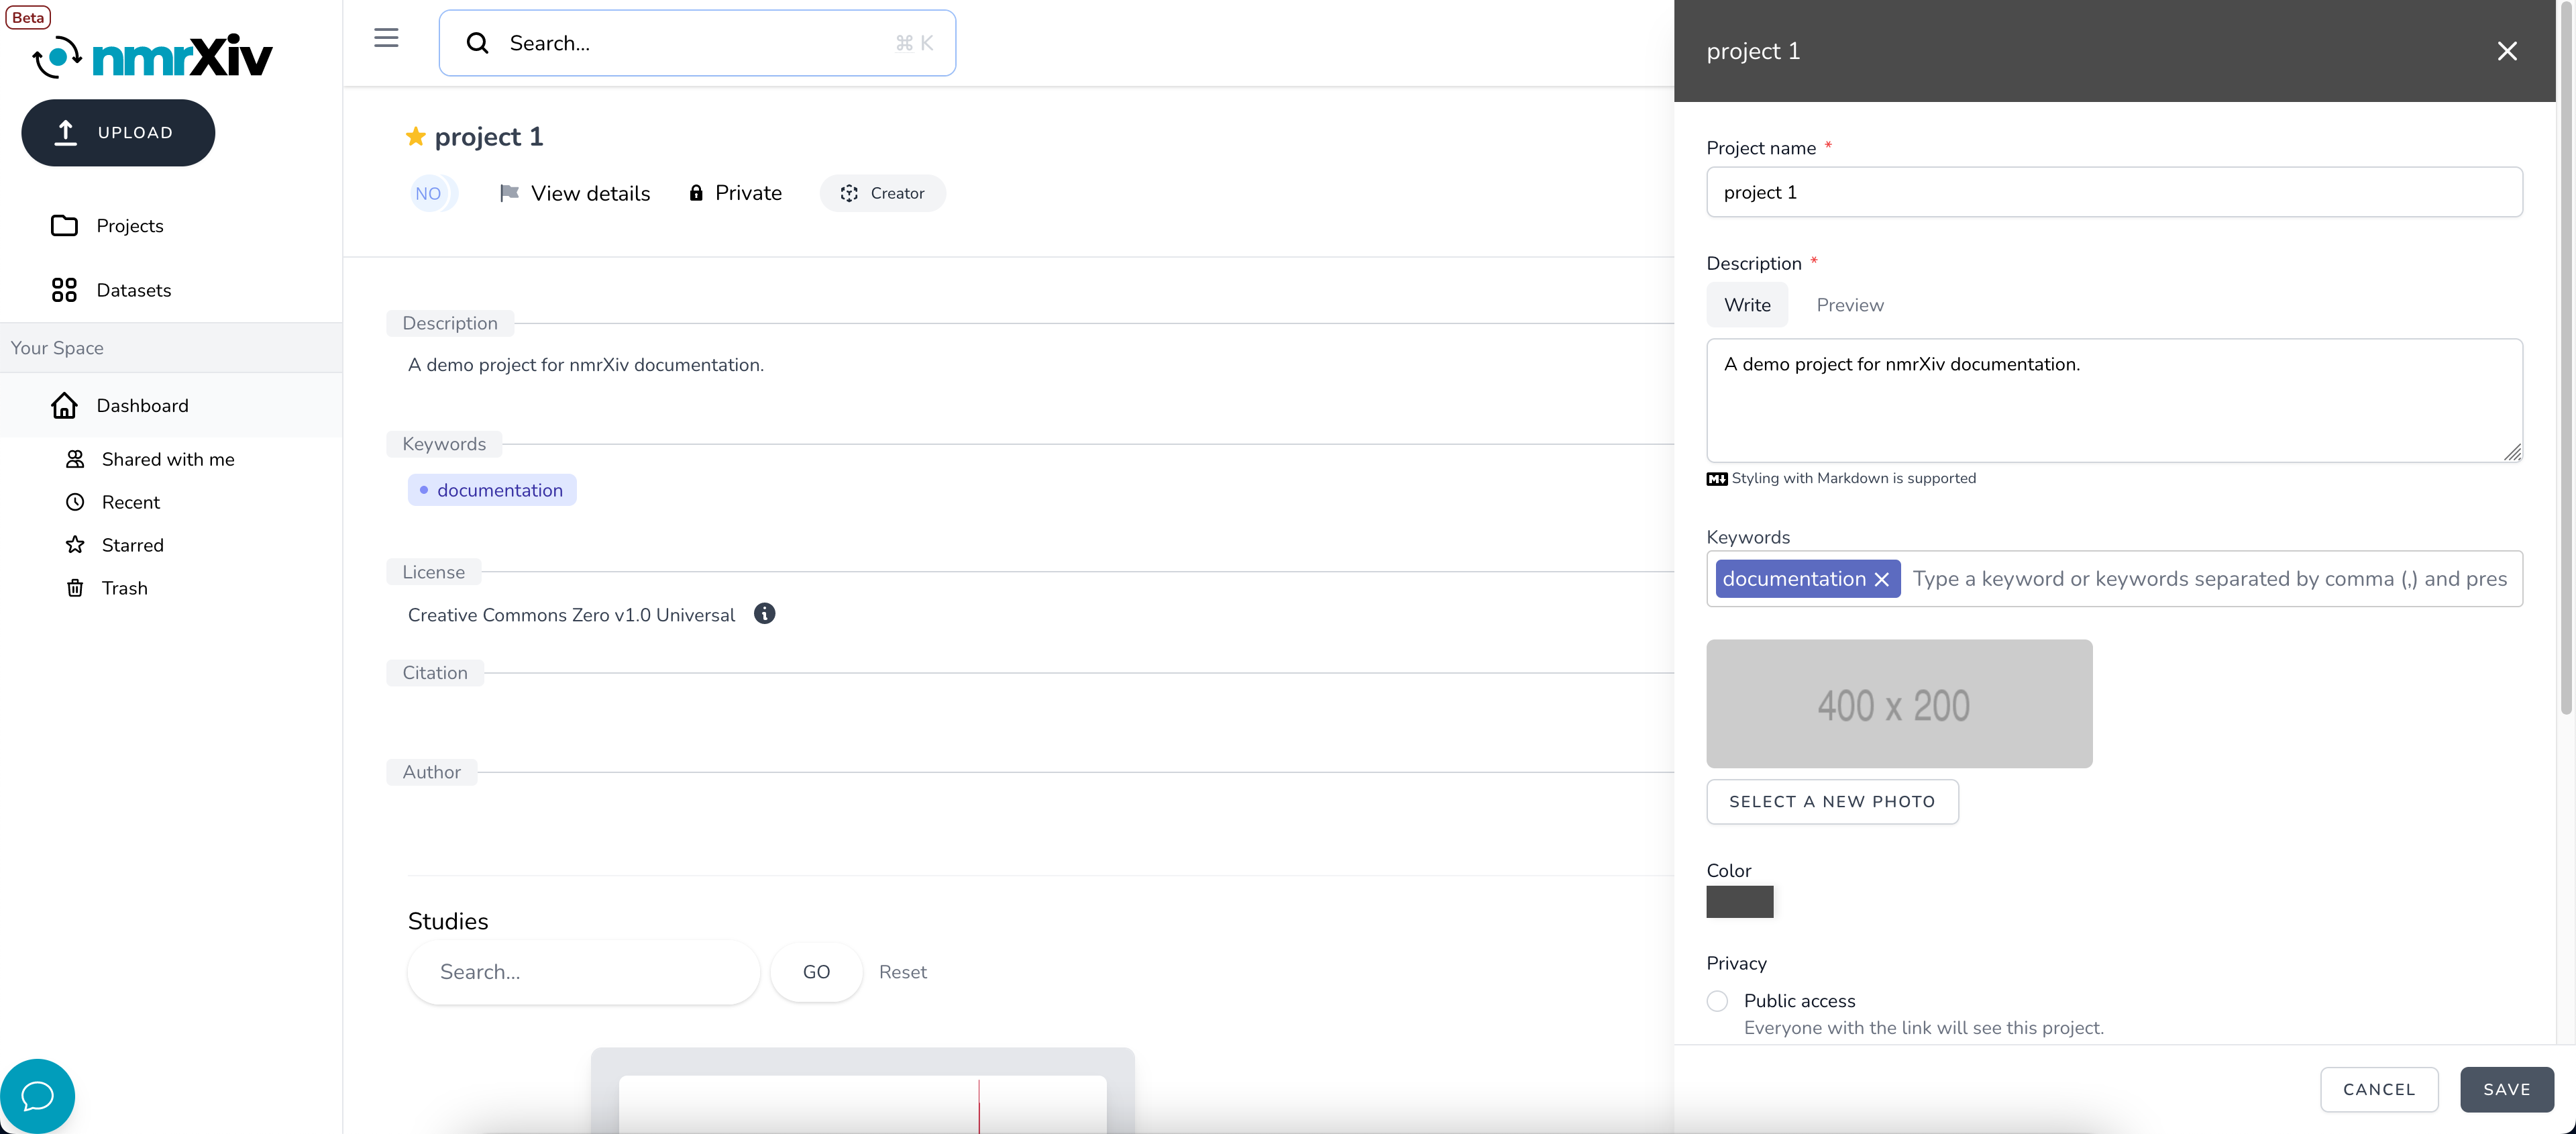 Beta
nmrXiv
UPLOAD
Projects
Datasets
Your Space
Dashboard
Shared with me
Recent
Starred
Trash
Search...
⌘ K
project 1
NO
View details
Private
Creator
Description
A demo project for nmrXiv documentation.
Keywords
documentation
License
Creative Commons Zero v1.0 Universal
Citation
Author
Studies
Search...
GO
Reset
project 1
Project name *
project 1
Description *
Write
Preview
A demo project for nmrXiv documentation.
M Styling with Markdown is supported
Keywords
documentation
Type a keyword or keywords separated by comma (,) and pres
400 x 200
SELECT A NEW PHOTO
Color
Privacy
Public access
Everyone with the link will see this project.
CANCEL
SAVE